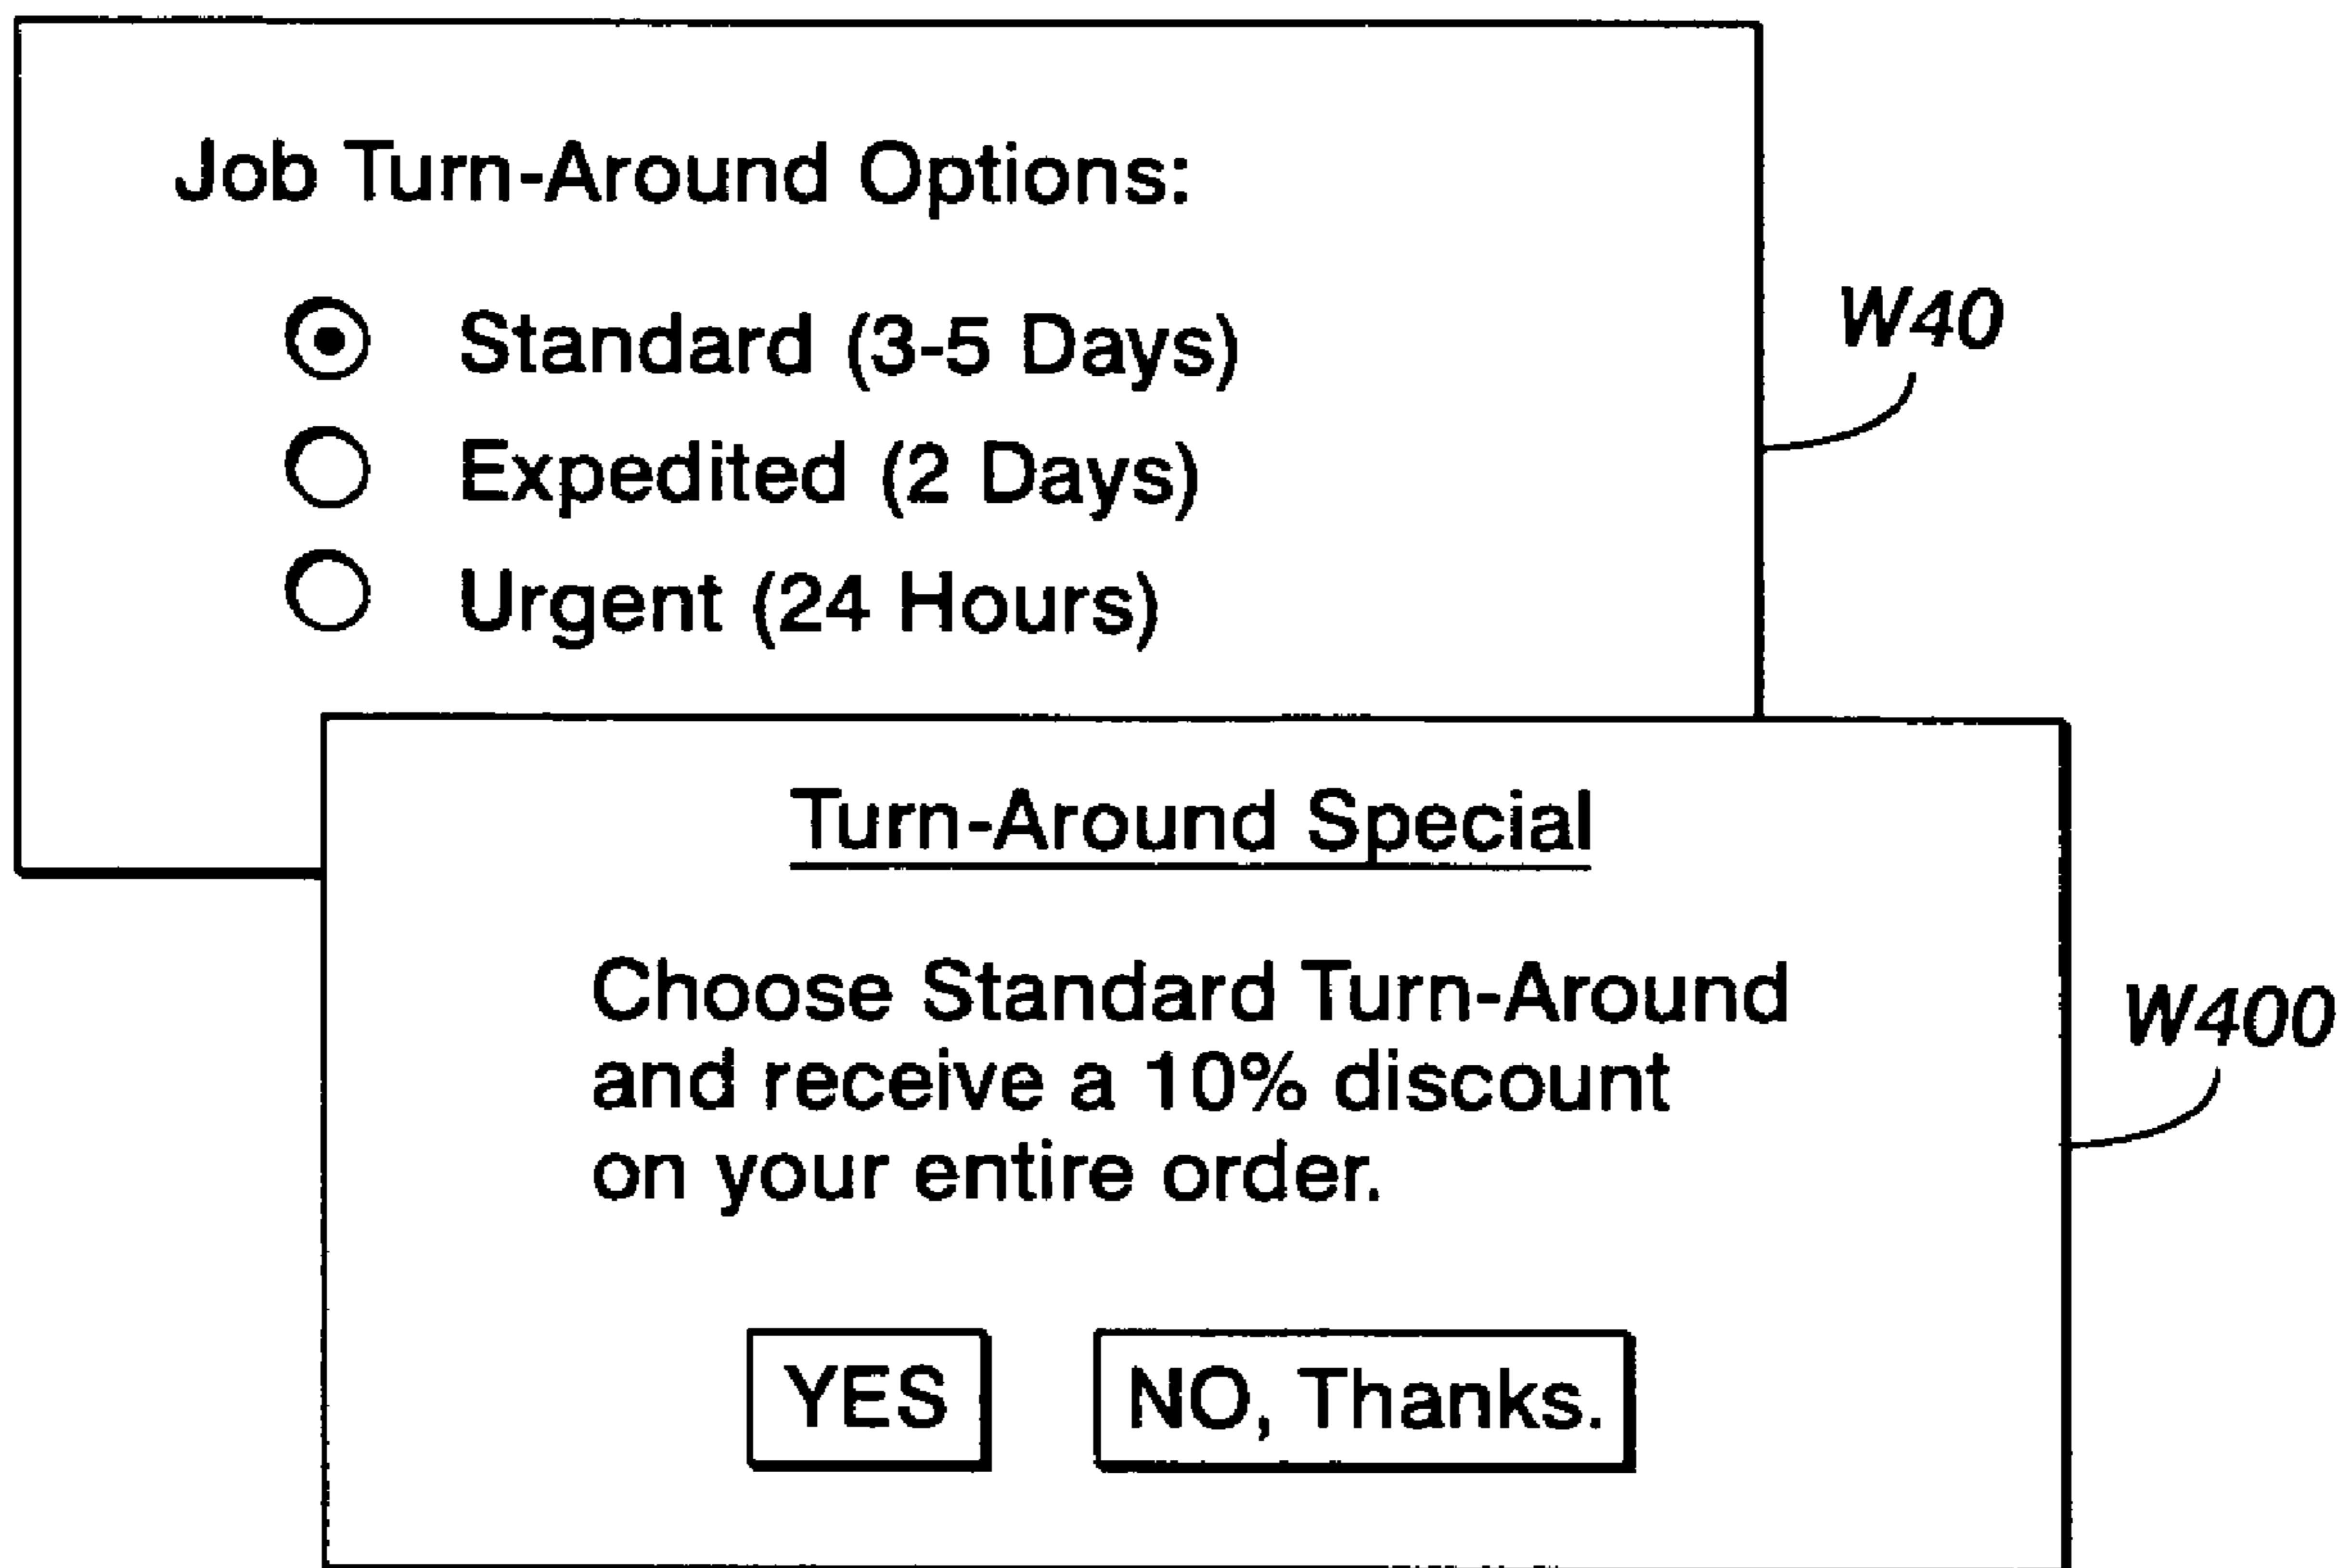 Job Turn-Around Options:
Standard (3-5 Days)
W40
Expedited (2 Days)
Urgent (24 Hours)
Turn-Around Special
Choose Standard Turn-Around
and receive a 10% discount
on your entire order.
W400
YES
NO, Thanks.